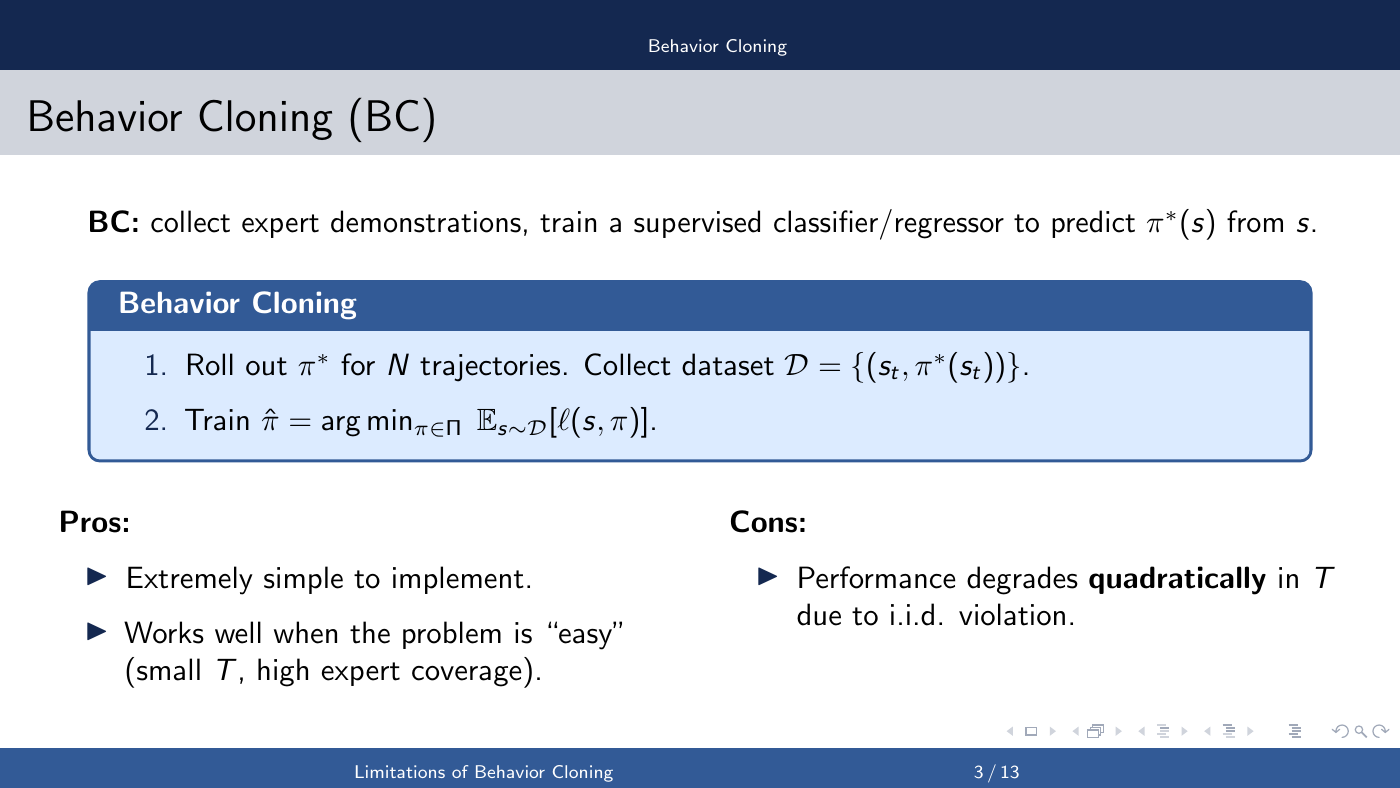 Behavior Cloning
Behavior Cloning (BC)
BC: collect expert demonstrations, train a supervised classifier/regressor to predict π*(s) from s.
Behavior Cloning
1. Roll out π* for N trajectories. Collect dataset 𝒟 = {(sₜ, π*(sₜ))}.
2. Train π̂ = arg min_{π∈Π} 𝔼_{s∼𝒟}[ℓ(s, π)].
Pros:
▶ Extremely simple to implement.
▶ Works well when the problem is “easy”
(small T, high expert coverage).
Cons:
▶ Performance degrades quadratically in T
due to i.i.d. violation.
Limitations of Behavior Cloning
3 / 13